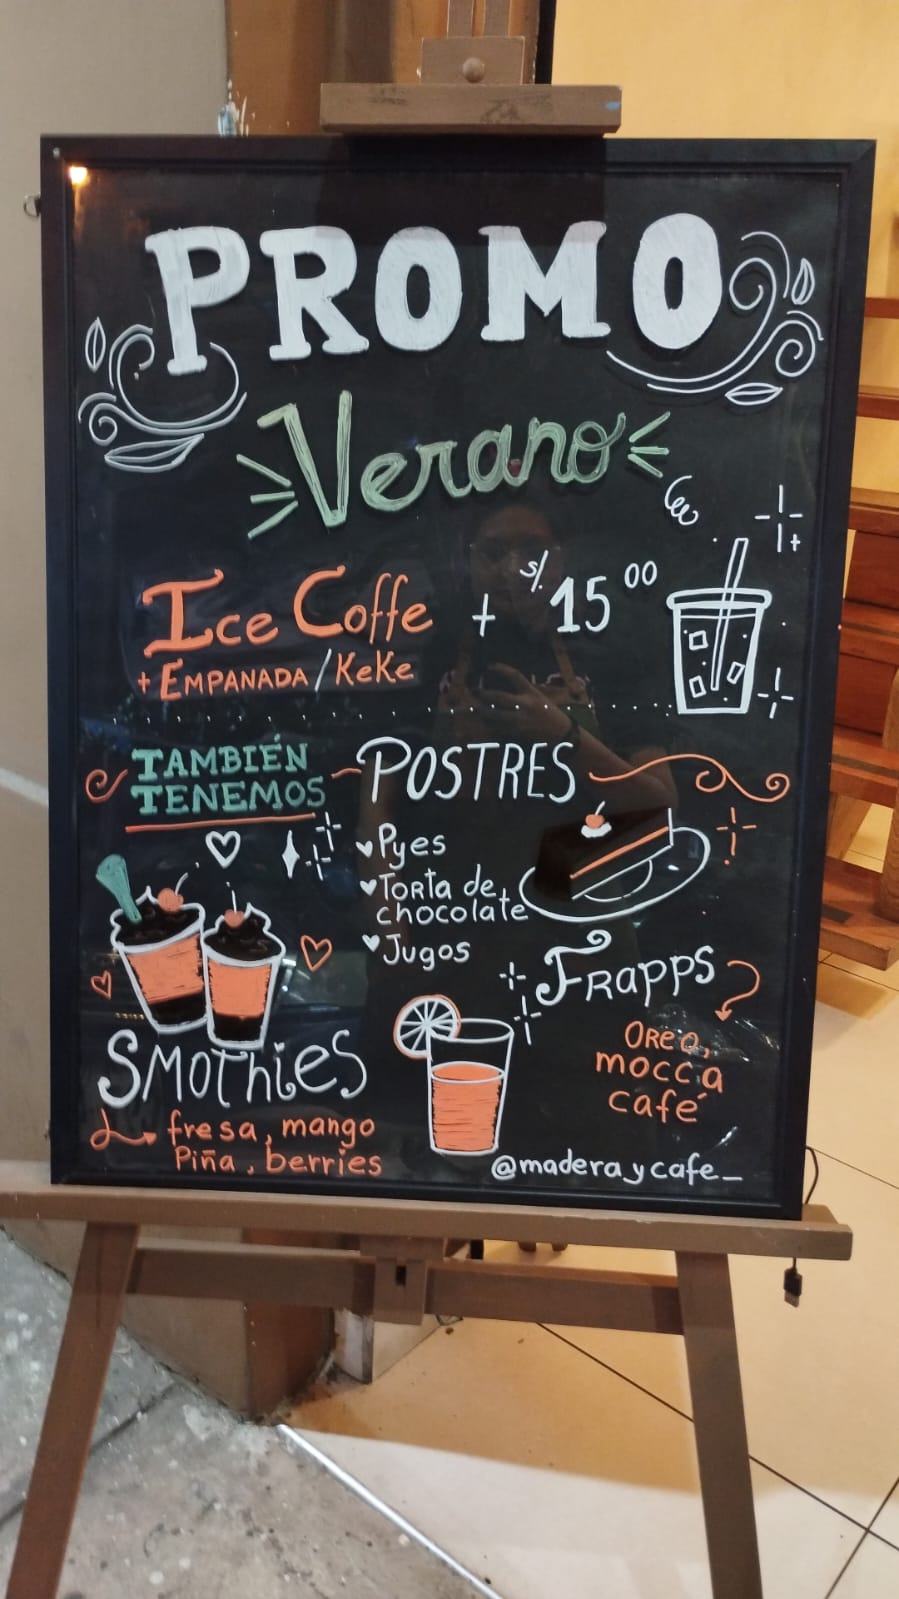 PROMO
Verano
Ice Coffe + S/. 15 00
+ EMPANADA/KeKe
TAMBIÉN
TENEMOS
POSTRES
Pyes
Torta de
chocolate
Jugos
FRAPPS
Oreo,
mocca
café
SMOThiES
fresa, mango
Piña, berries
@maderaycafe_